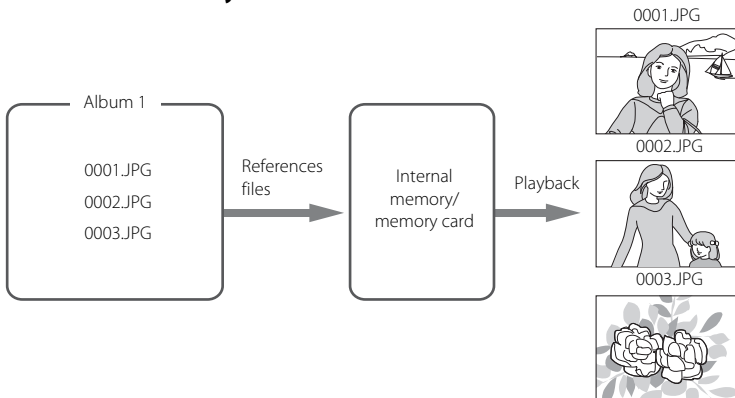 Album 1
0001.JPG
0002.JPG
0003.JPG
References
files
Internal
memory/
memory card
Playback
0001.JPG
0002.JPG
0003.JPG